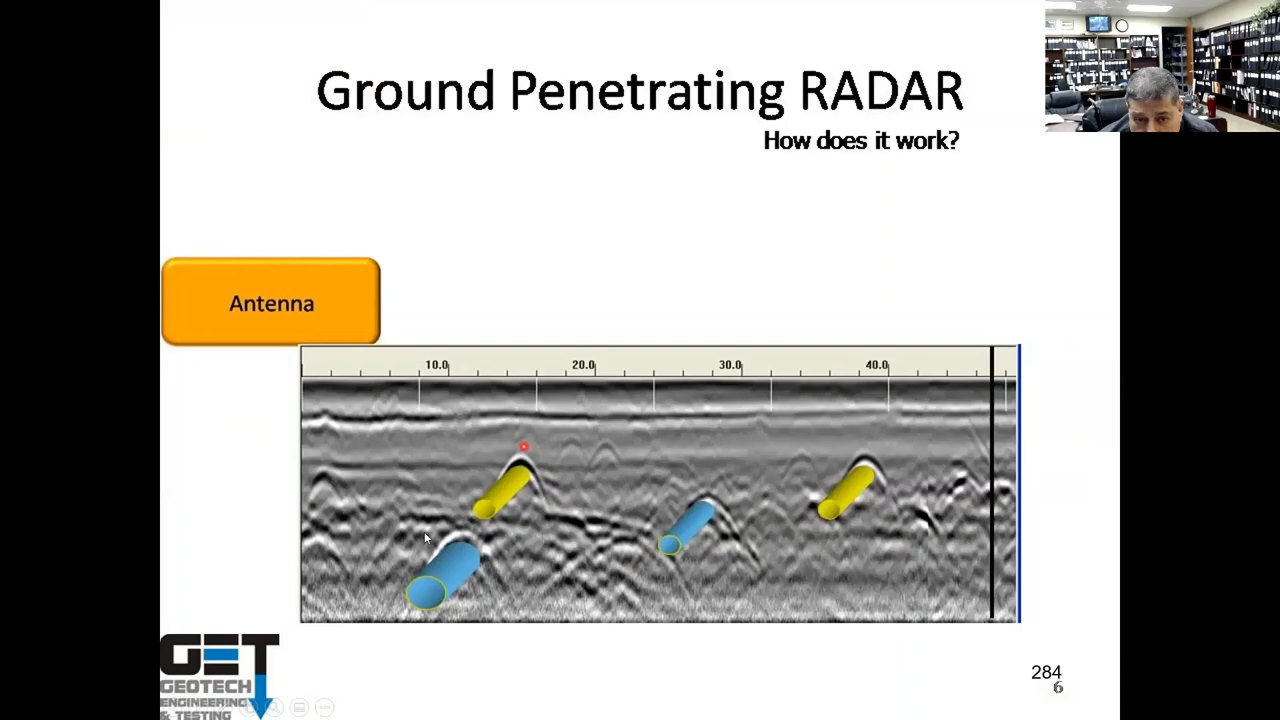 Ground Penetrating RADAR
How does it work?
Antenna
10.0 20.0 30.0 40.0
GET
GEOTECH
ENGINEERING
& TESTING
284
6